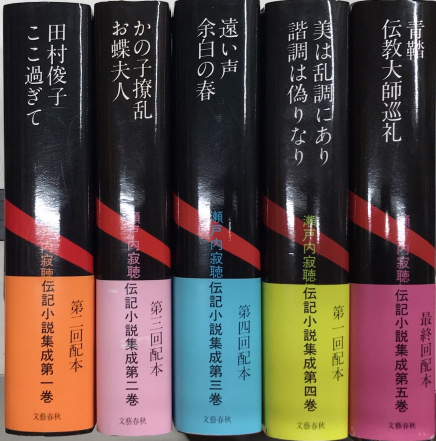 田村俊子
ここ過ぎて
瀬戸内寂聴
伝記小説集成第一巻
第二回配本
文藝春秋
かの子撩乱
お蝶夫人
瀬戸内寂聴
伝記小説集成第二巻
第三回配本
文藝春秋
遠い声
余白の春
瀬戸内寂聴
伝記小説集成第三巻
第四回配本
文藝春秋
美は乱調にあり
諧調は偽りなり
瀬戸内寂聴
伝記小説集成第四巻
第一回配本
文藝春秋
青鞜
伝教大師巡礼
瀬戸内寂聴
伝記小説集成第五巻
最終回配本
文藝春秋